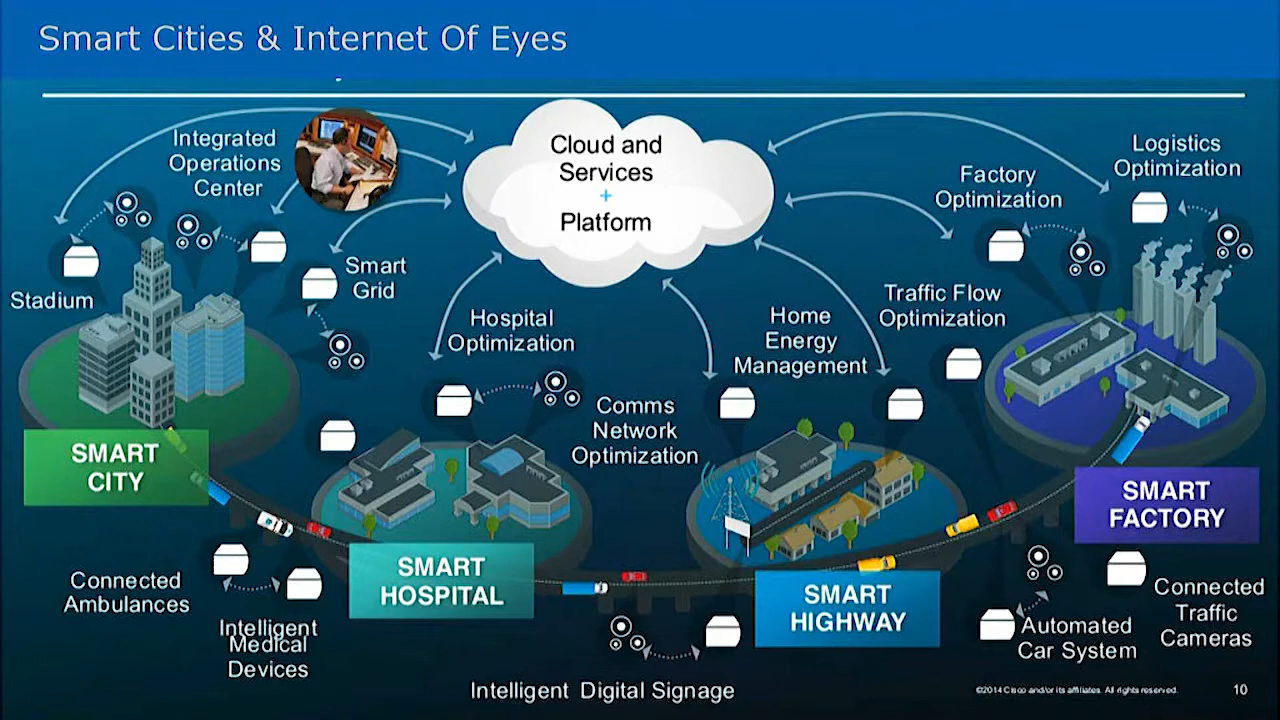 Smart Cities & Internet Of Eyes
Integrated
Operations
Center
Cloud and
Services
+
Platform
Logistics
Optimization
Factory
Optimization
Stadium
Smart
Grid
Hospital
Optimization
Home
Energy
Management
Traffic Flow
Optimization
Comms
Network
Optimization
SMART
CITY
SMART
HOSPITAL
SMART
HIGHWAY
SMART
FACTORY
Connected
Ambulances
Intelligent
Medical
Devices
Intelligent Digital Signage
Automated
Car System
Connected
Traffic
Cameras
©2014 Cisco and/or its affiliates. All rights reserved.
10